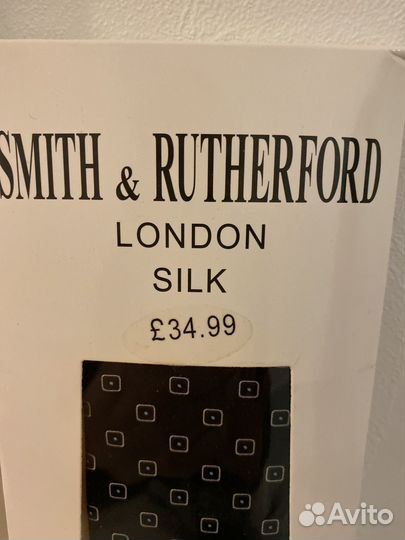 SMITH & RUTHERFORD
LONDON
SILK
£34.99
Avito